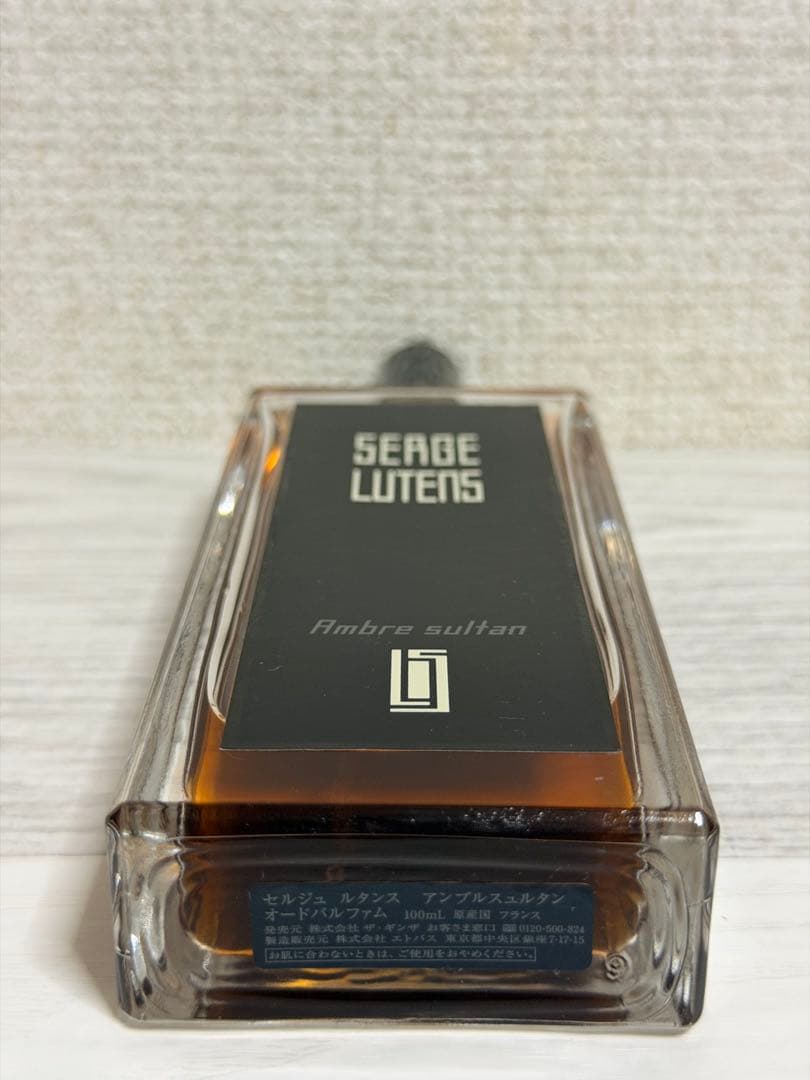 SERGE
LUTENS
Ambre sultan
セルジュ ルタンス アンブルスュルタン
オードパルファム 100mL 原産国 フランス
発売元 株式会社 ザ・ギンザ お客さま窓口 0120-500-824
製造販売元 株式会社 エトバス 東京都中央区銀座7-17-15
お肌に合わないときは、ご使用をおやめください。